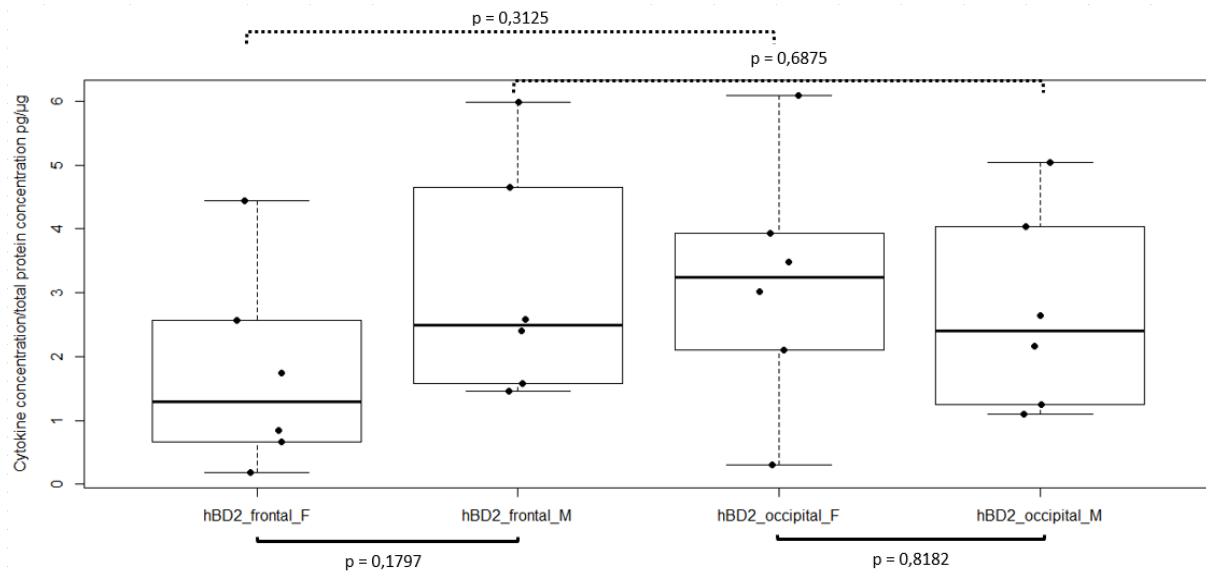 p = 0,3125
p = 0,6875
Cytokine concentration/total protein concentration pg/µg
6
5
4
3
2
1
0
hBD2_frontal_F
hBD2_frontal_M
hBD2_occipital_F
hBD2_occipital_M
p = 0,1797
p = 0,8182